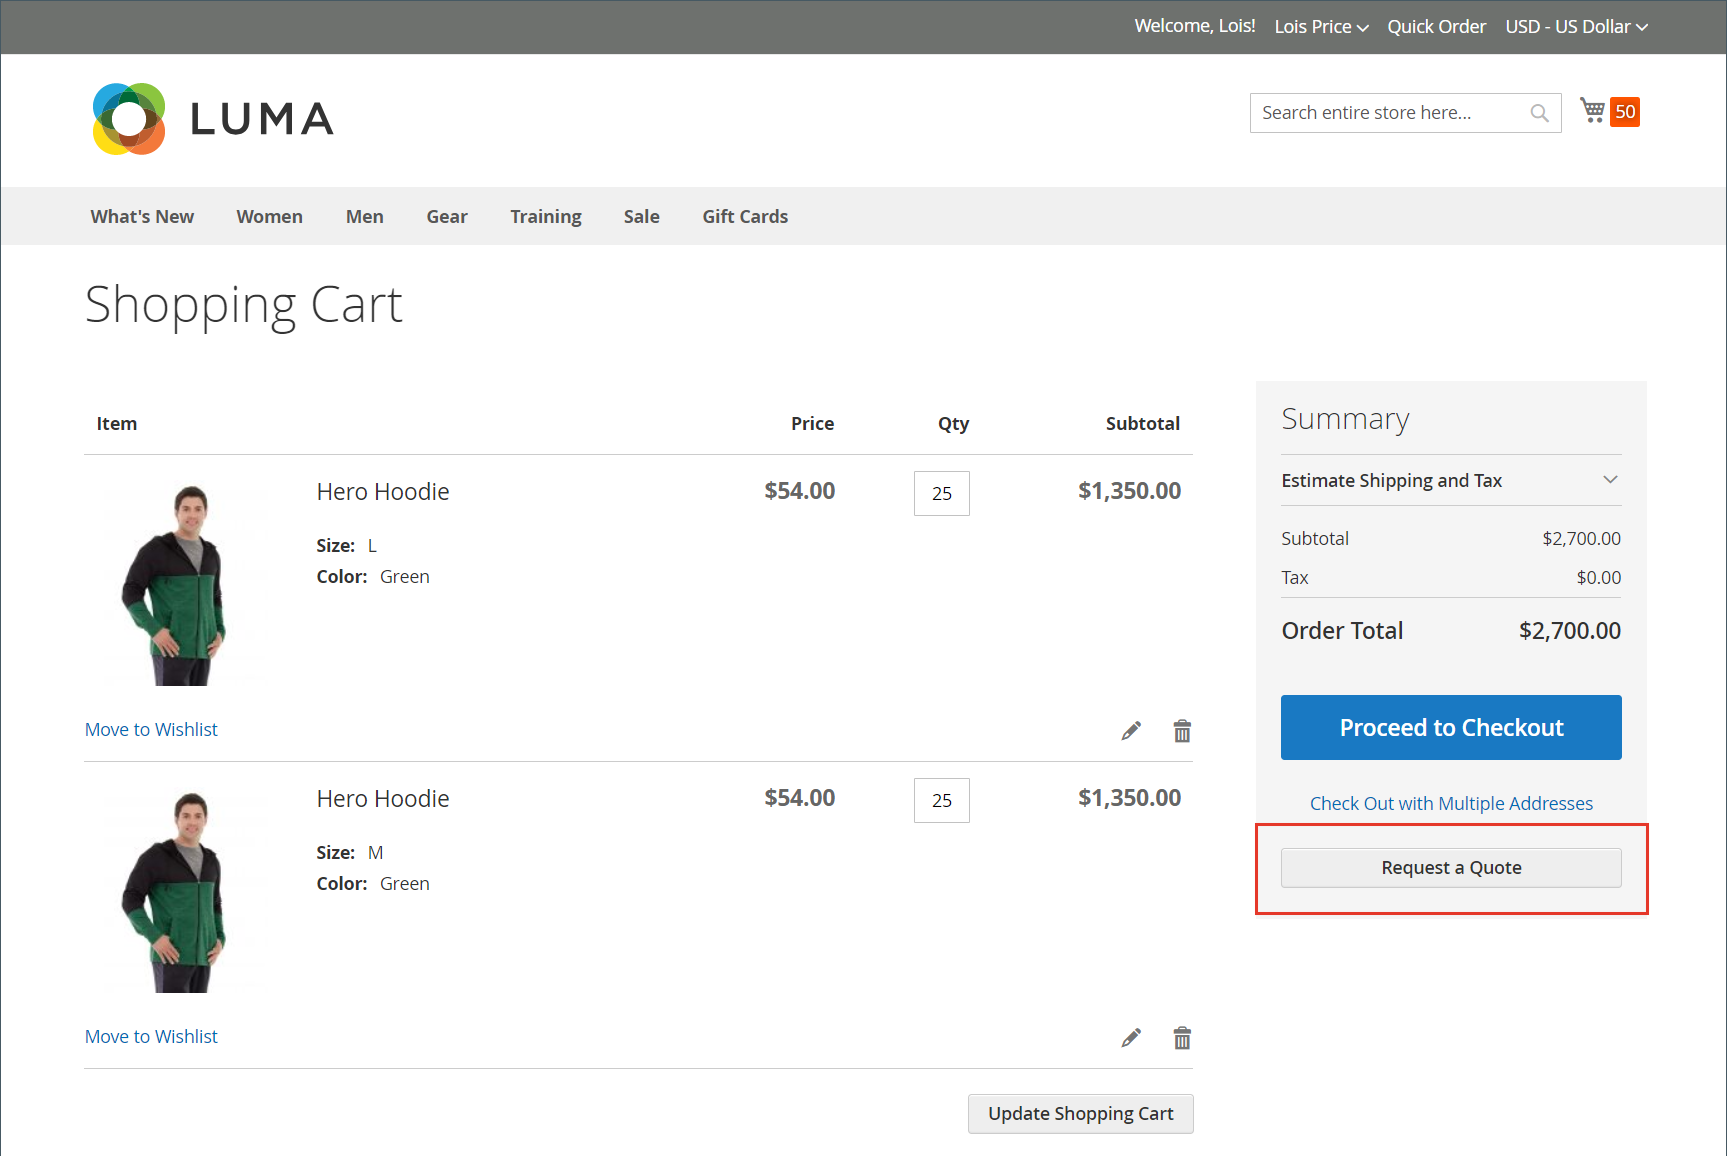 Welcome, Lois! Lois Price Quick Order USD - US Dollar
LUMA
Search entire store here... 50
What's New Women Men Gear Training Sale Gift Cards
Shopping Cart
Item Price Qty Subtotal
Hero Hoodie $54.00 25 $1,350.00
Size: L
Color: Green
Move to Wishlist
Hero Hoodie $54.00 25 $1,350.00
Size: M
Color: Green
Move to Wishlist
Update Shopping Cart
Summary
Estimate Shipping and Tax
Subtotal $2,700.00
Tax $0.00
Order Total $2,700.00
Proceed to Checkout
Check Out with Multiple Addresses
Request a Quote